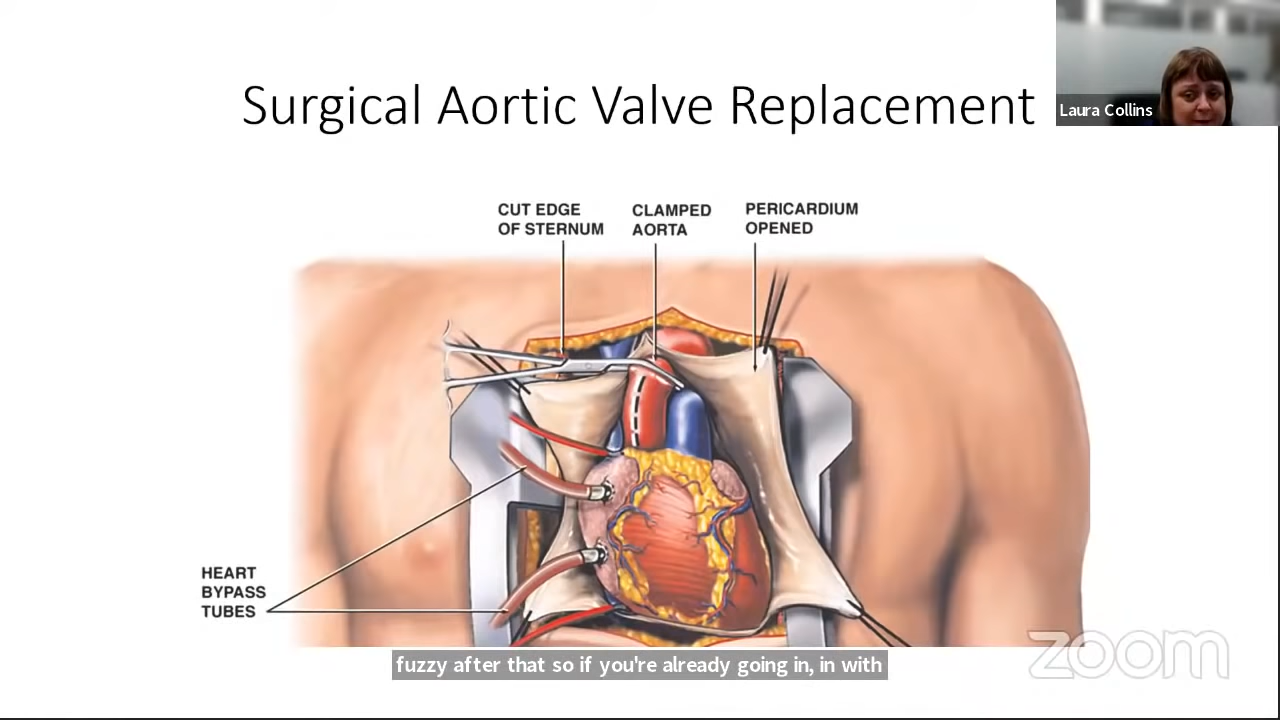 Surgical Aortic Valve Replacement
Laura Collins
CUT EDGE
OF STERNUM
CLAMPED
AORTA
PERICARDIUM
OPENED
HEART
BYPASS
TUBES
fuzzy after that so if you're already going in, in with
zoom